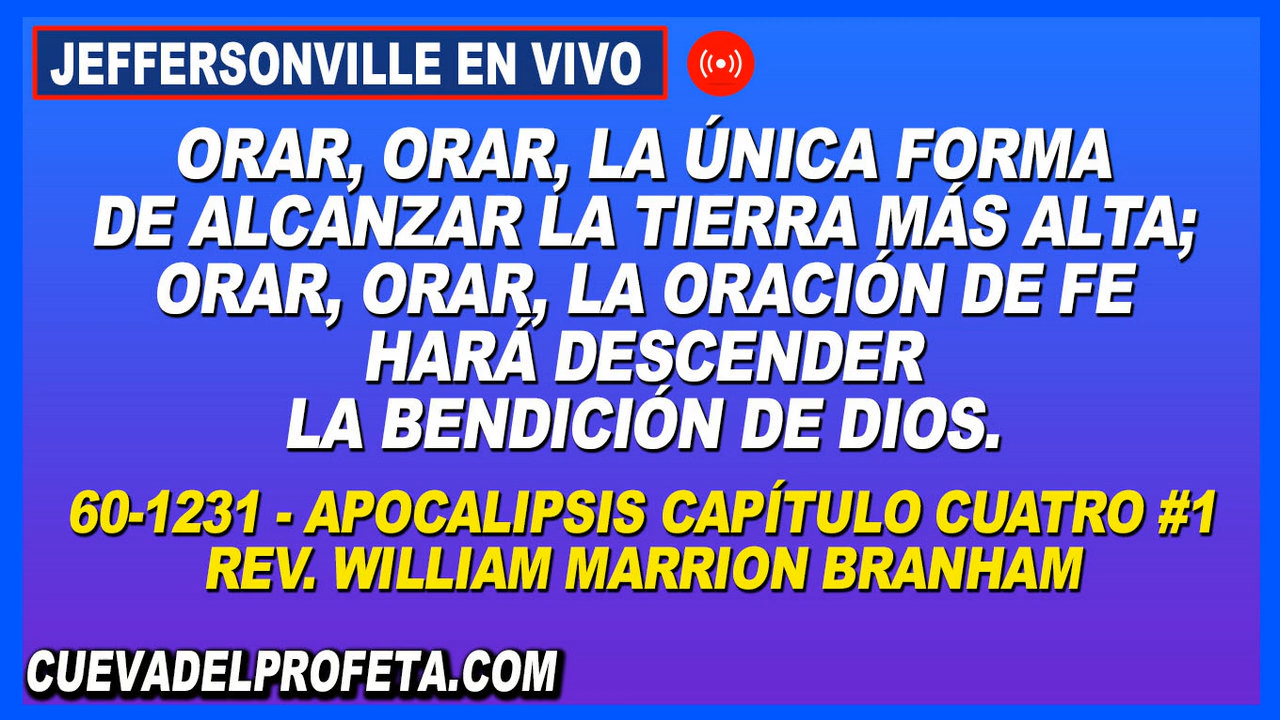 JEFFERSONVILLE EN VIVO
ORAR, ORAR, LA ÚNICA FORMA
DE ALCANZAR LA TIERRA MÁS ALTA;
ORAR, ORAR, LA ORACIÓN DE FE
HARÁ DESCENDER
LA BENDICIÓN DE DIOS.
60-1231 - APOCALIPSIS CAPÍTULO CUATRO #1
REV. WILLIAM MARRION BRANHAM
CUEVADELPROFETA.COM